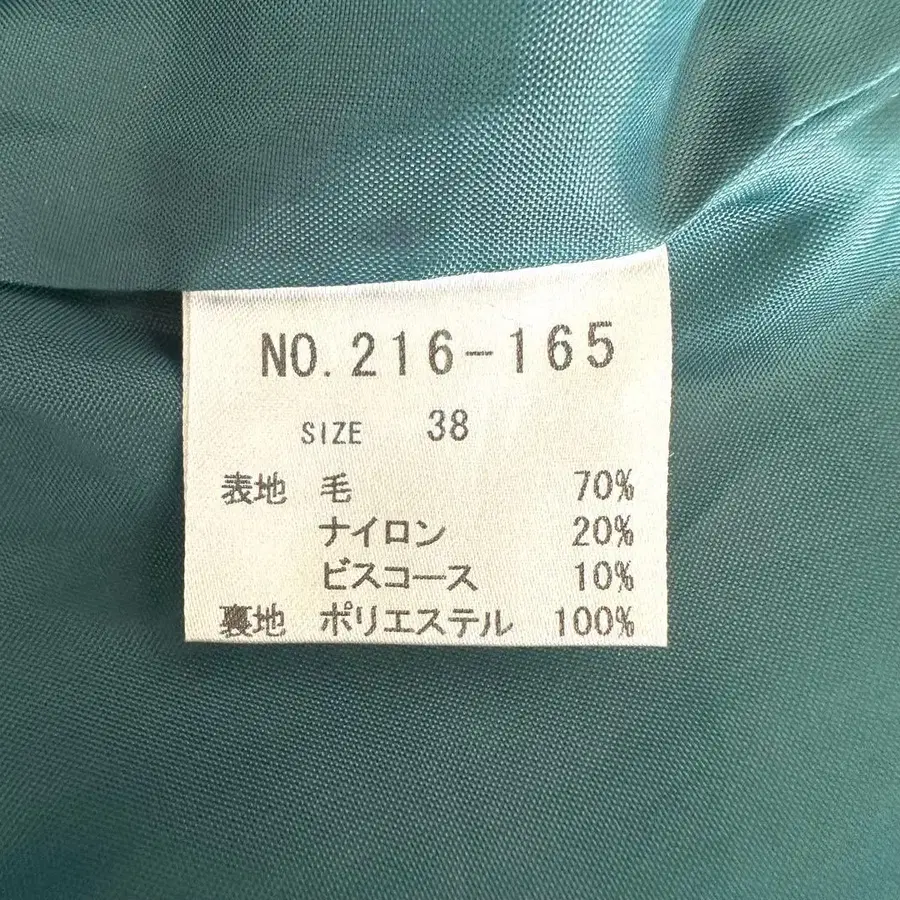 NO.216-165
SIZE 38
表地 毛 70%
ナイロン 20%
ビスコース 10%
裏地 ポリエステル 100%